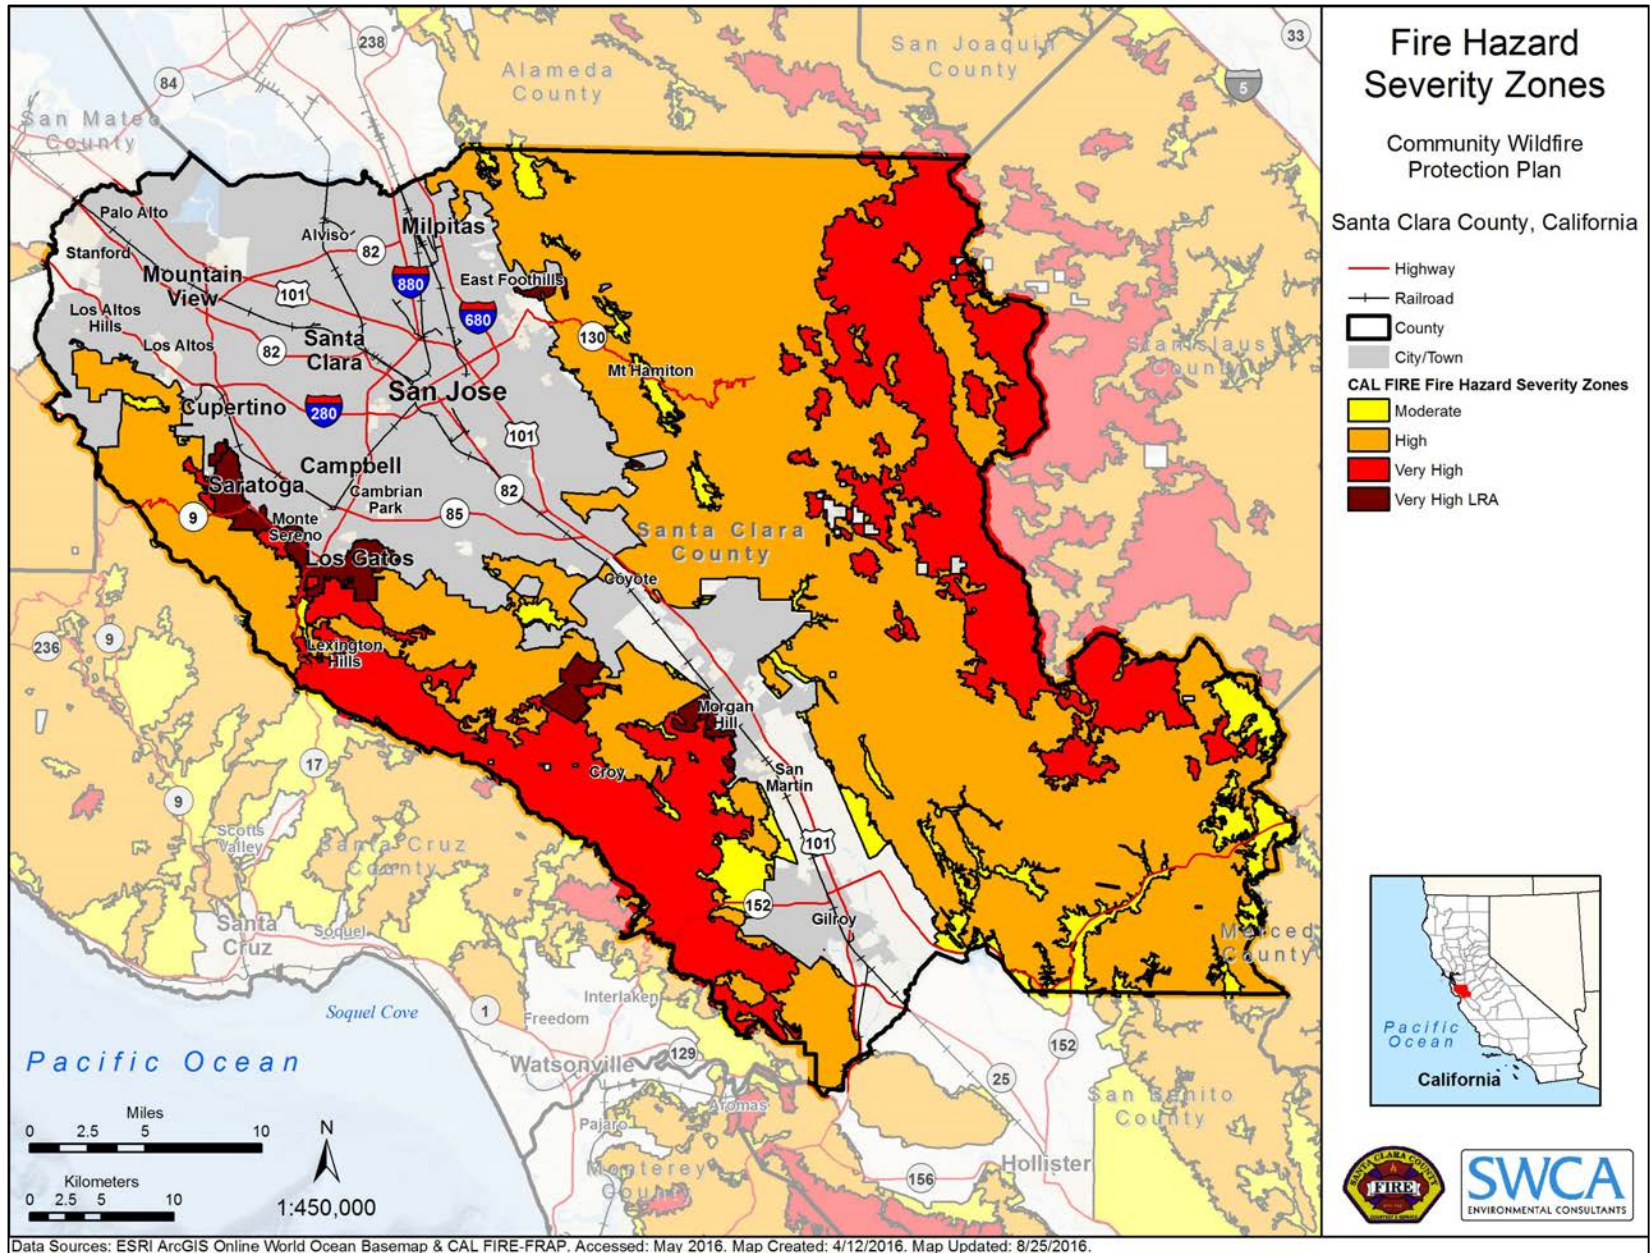 Fire Hazard
Severity Zones
Community Wildfire
Protection Plan
Santa Clara County, California
Highway
Railroad
County
City/Town
CAL FIRE Fire Hazard Severity Zones
Moderate
High
Very High
Very High LRA
San Mateo
County
Alameda
County
San Joaquin
County
Stanislaus
County
Santa Clara
County
Santa Cruz
County
Merced
County
San Benito
County
Monterey
County
84
238
33
5
Palo Alto
Stanford
Mountain
View
Los Altos
Hills
Los Altos
Alviso
Milpitas
82
101
880
680
East Foothills
130
Mt Hamiton
82
Santa
Clara
San Jose
Cupertino
280
101
Campbell
Saratoga
Cambrian
Park
82
85
9
Monte
Sereno
Los Gatos
Coyote
236
9
Lexington
Hills
Morgan
Hill
17
Croy
San
Martin
9
Scotts
Valley
101
152
Gilroy
Santa
Cruz
Soquel
Soquel Cove
1
Interlaken
Freedom
Watsonville
129
Aromas
Pajaro
152
25
156
Hollister
Pacific Ocean
Miles
0 2.5 5 10
Kilometers
0 2.5 5 10
N
1:450,000
Pacific
Ocean
California
SANTA CLARA COUNTY
FIRE
SWCA
ENVIRONMENTAL CONSULTANTS
Data Sources: ESRI ArcGIS Online World Ocean Basemap & CAL FIRE-FRAP. Accessed: May 2016. Map Created: 4/12/2016. Map Updated: 8/25/2016.